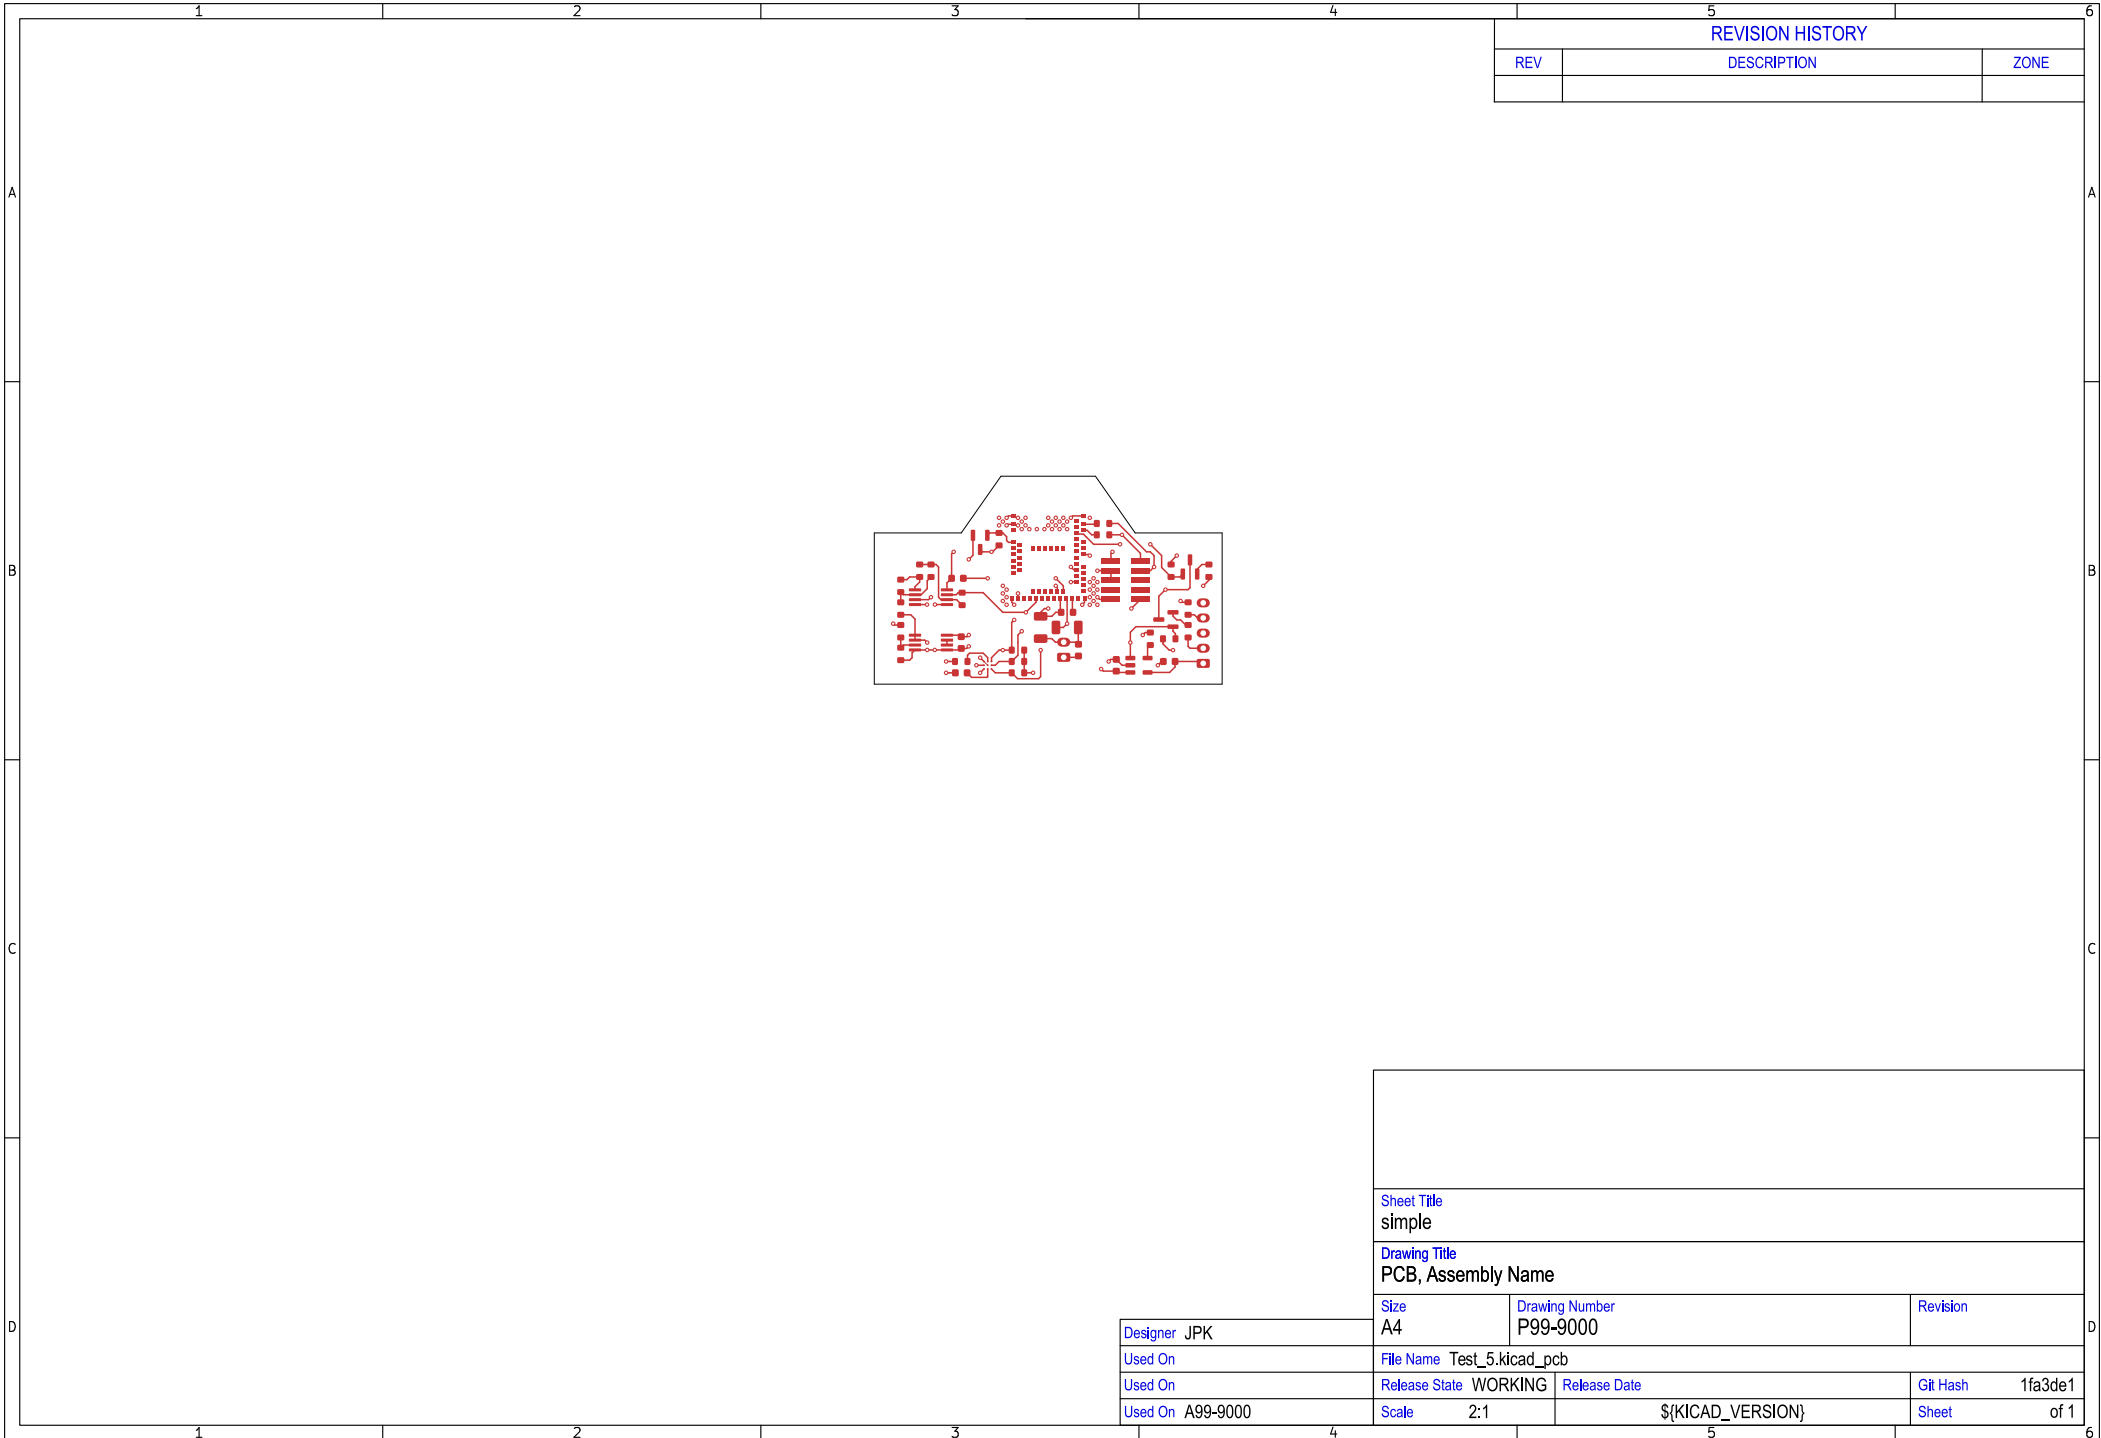 1 2 3 4 5 6
REVISION HISTORY
REV DESCRIPTION ZONE
A A
B B
C C
Sheet Title
simple
Drawing Title
PCB, Assembly Name
Size Drawing Number Revision
A4 P99-9000
D D
Designer JPK
Used On File Name Test_5.kicad_pcb
Used On Release State WORKING Release Date Git Hash 1fa3de1
Used On A99-9000 Scale 2:1 ${KICAD_VERSION} Sheet of 1
1 2 3 4 5 6